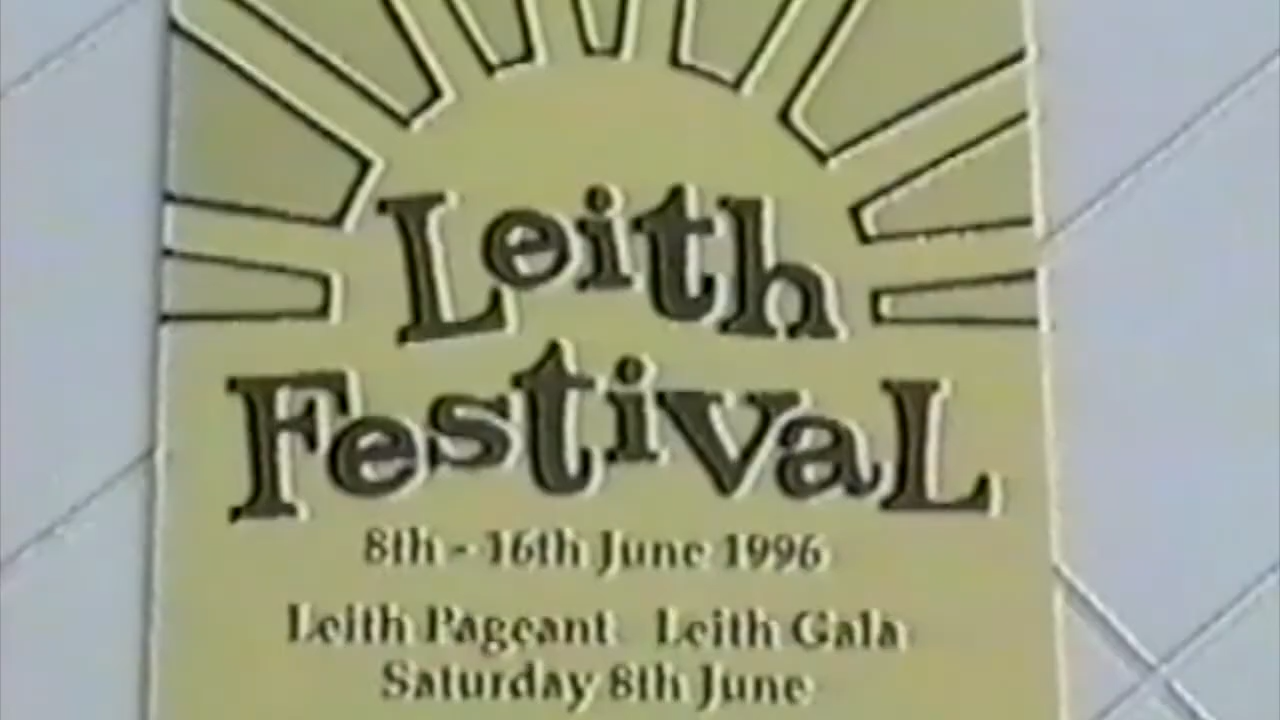 Leith
Festival
8th - 16th June 1996
Leith Pageant Leith Gala
Saturday 8th June